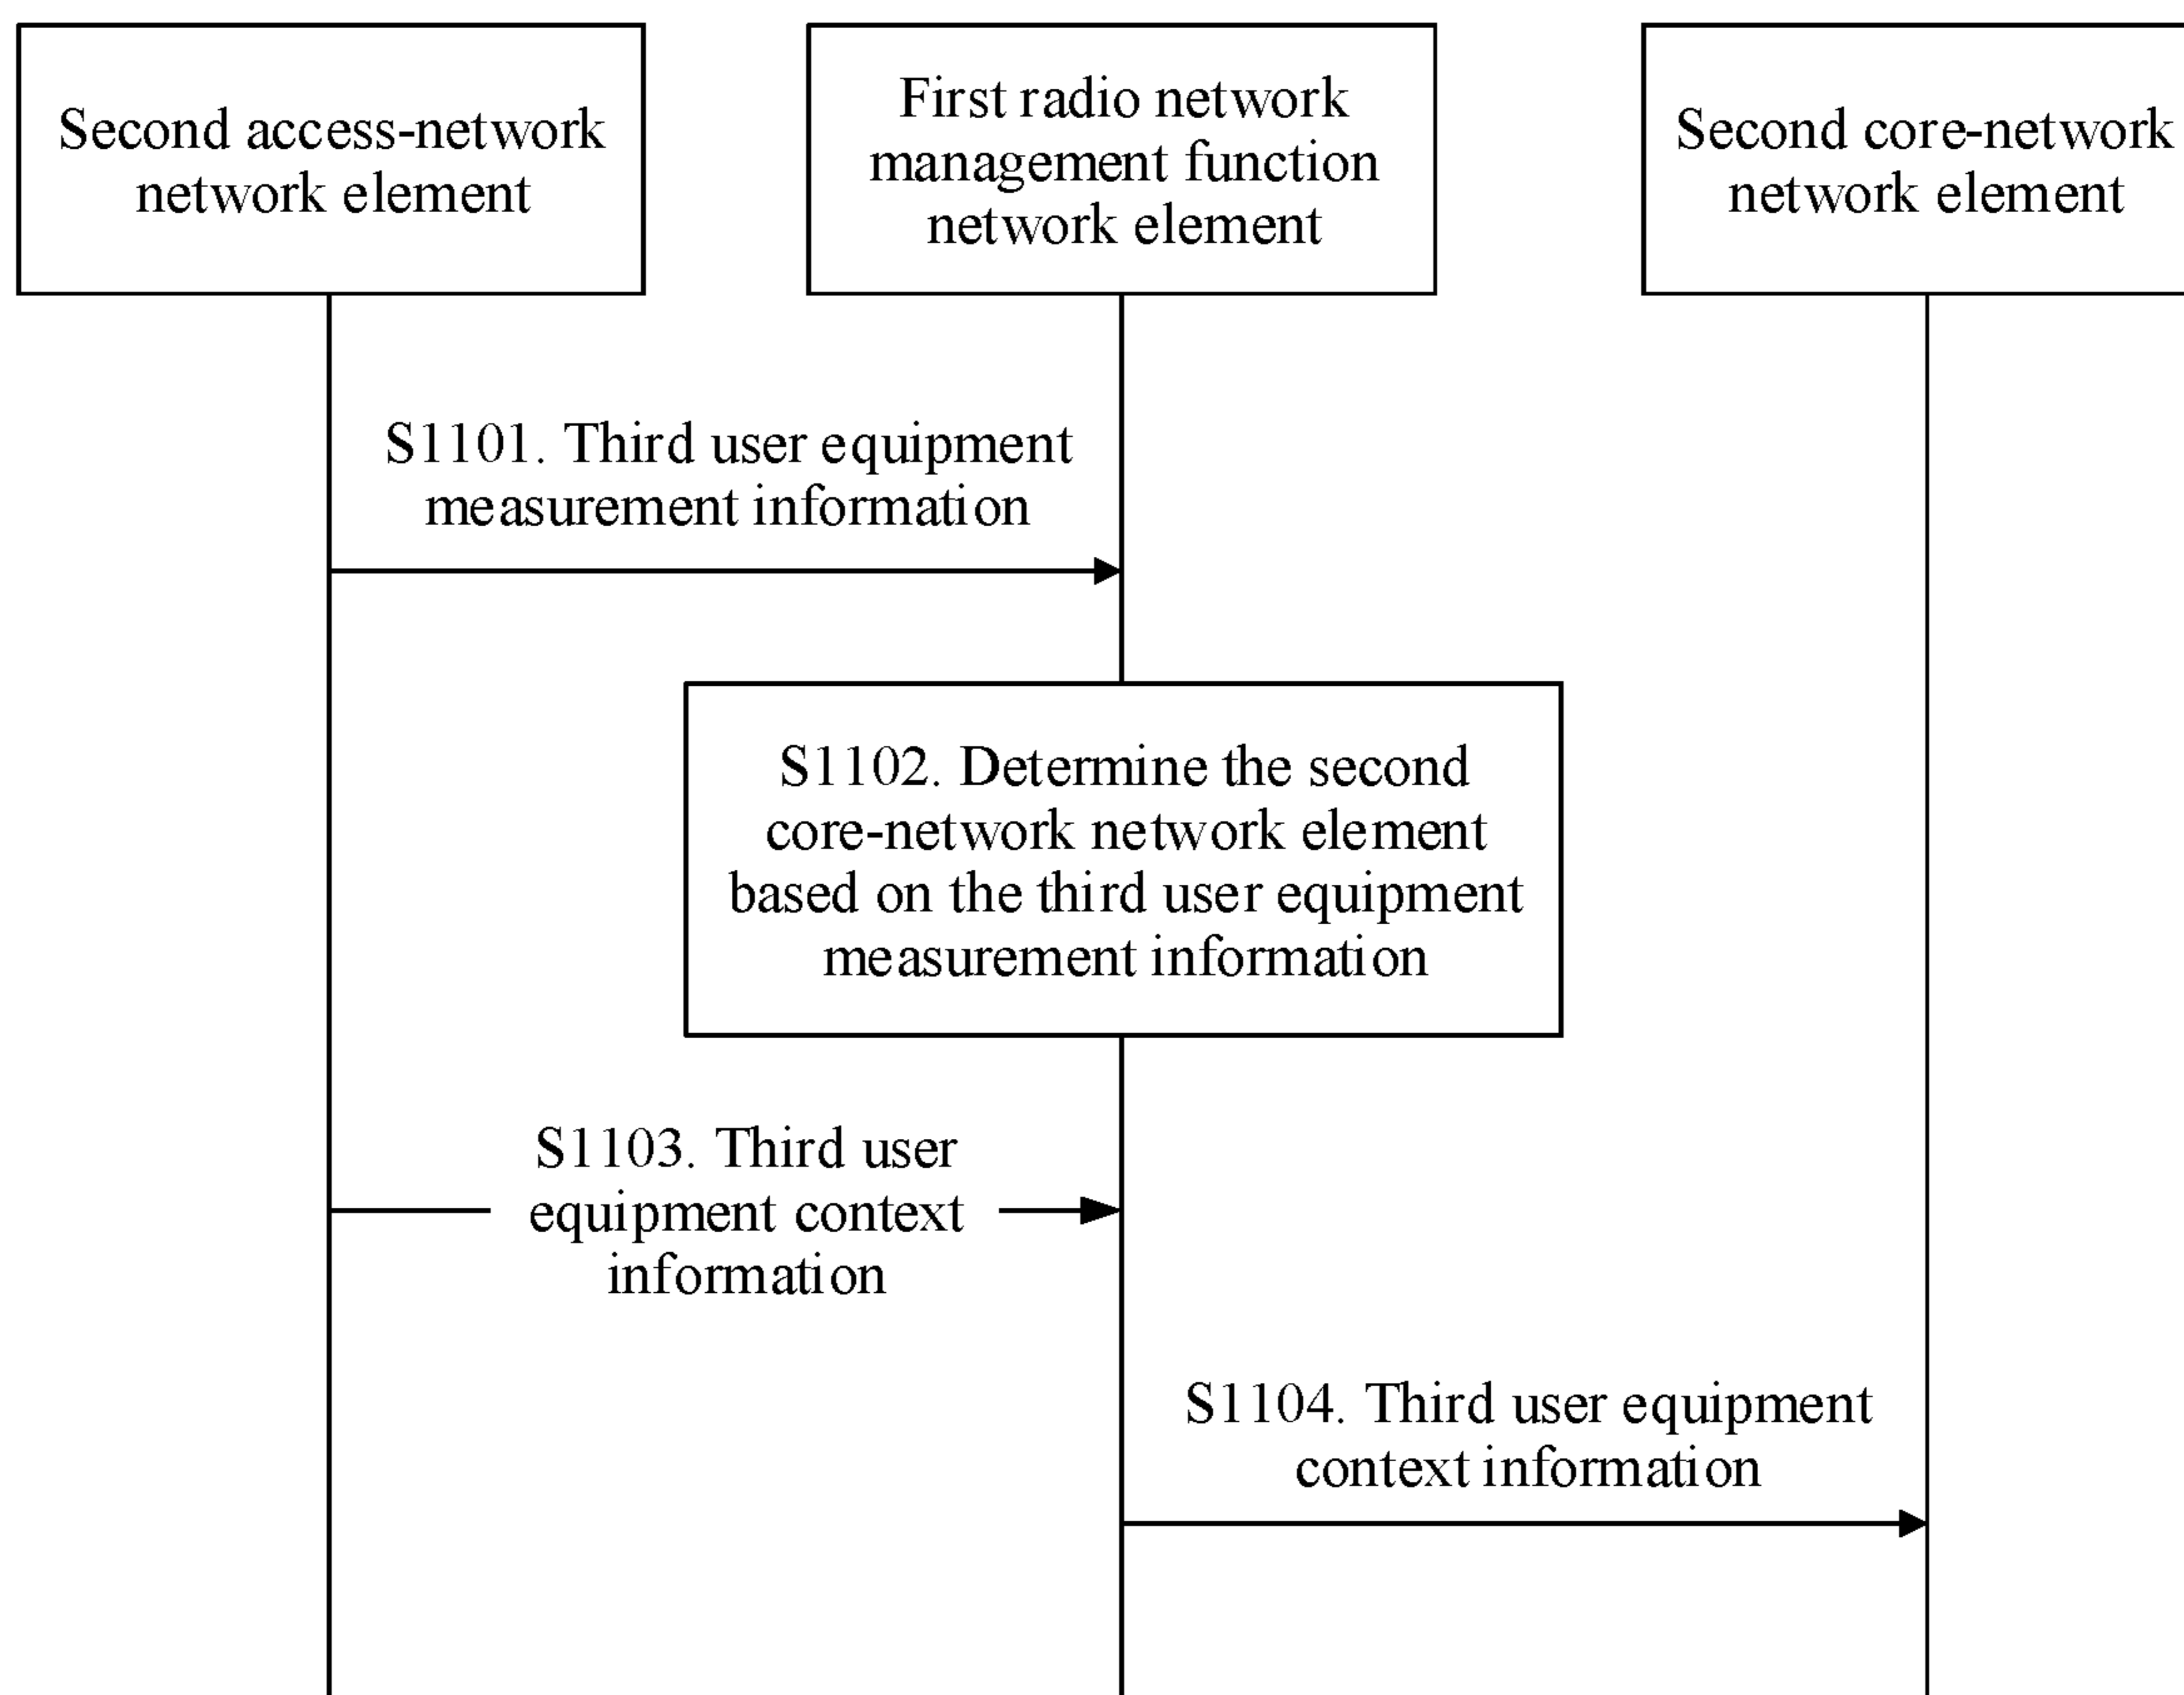 Second access-network
network element
First radio network
management function
network element
Second core-network
network element
S1101. Third user equipment
measurement information
S1102. Determine the second
core-network network element
based on the third user equipment
measurement information
S1103. Third user
equipment context
information
S1104. Third user equipment
context information